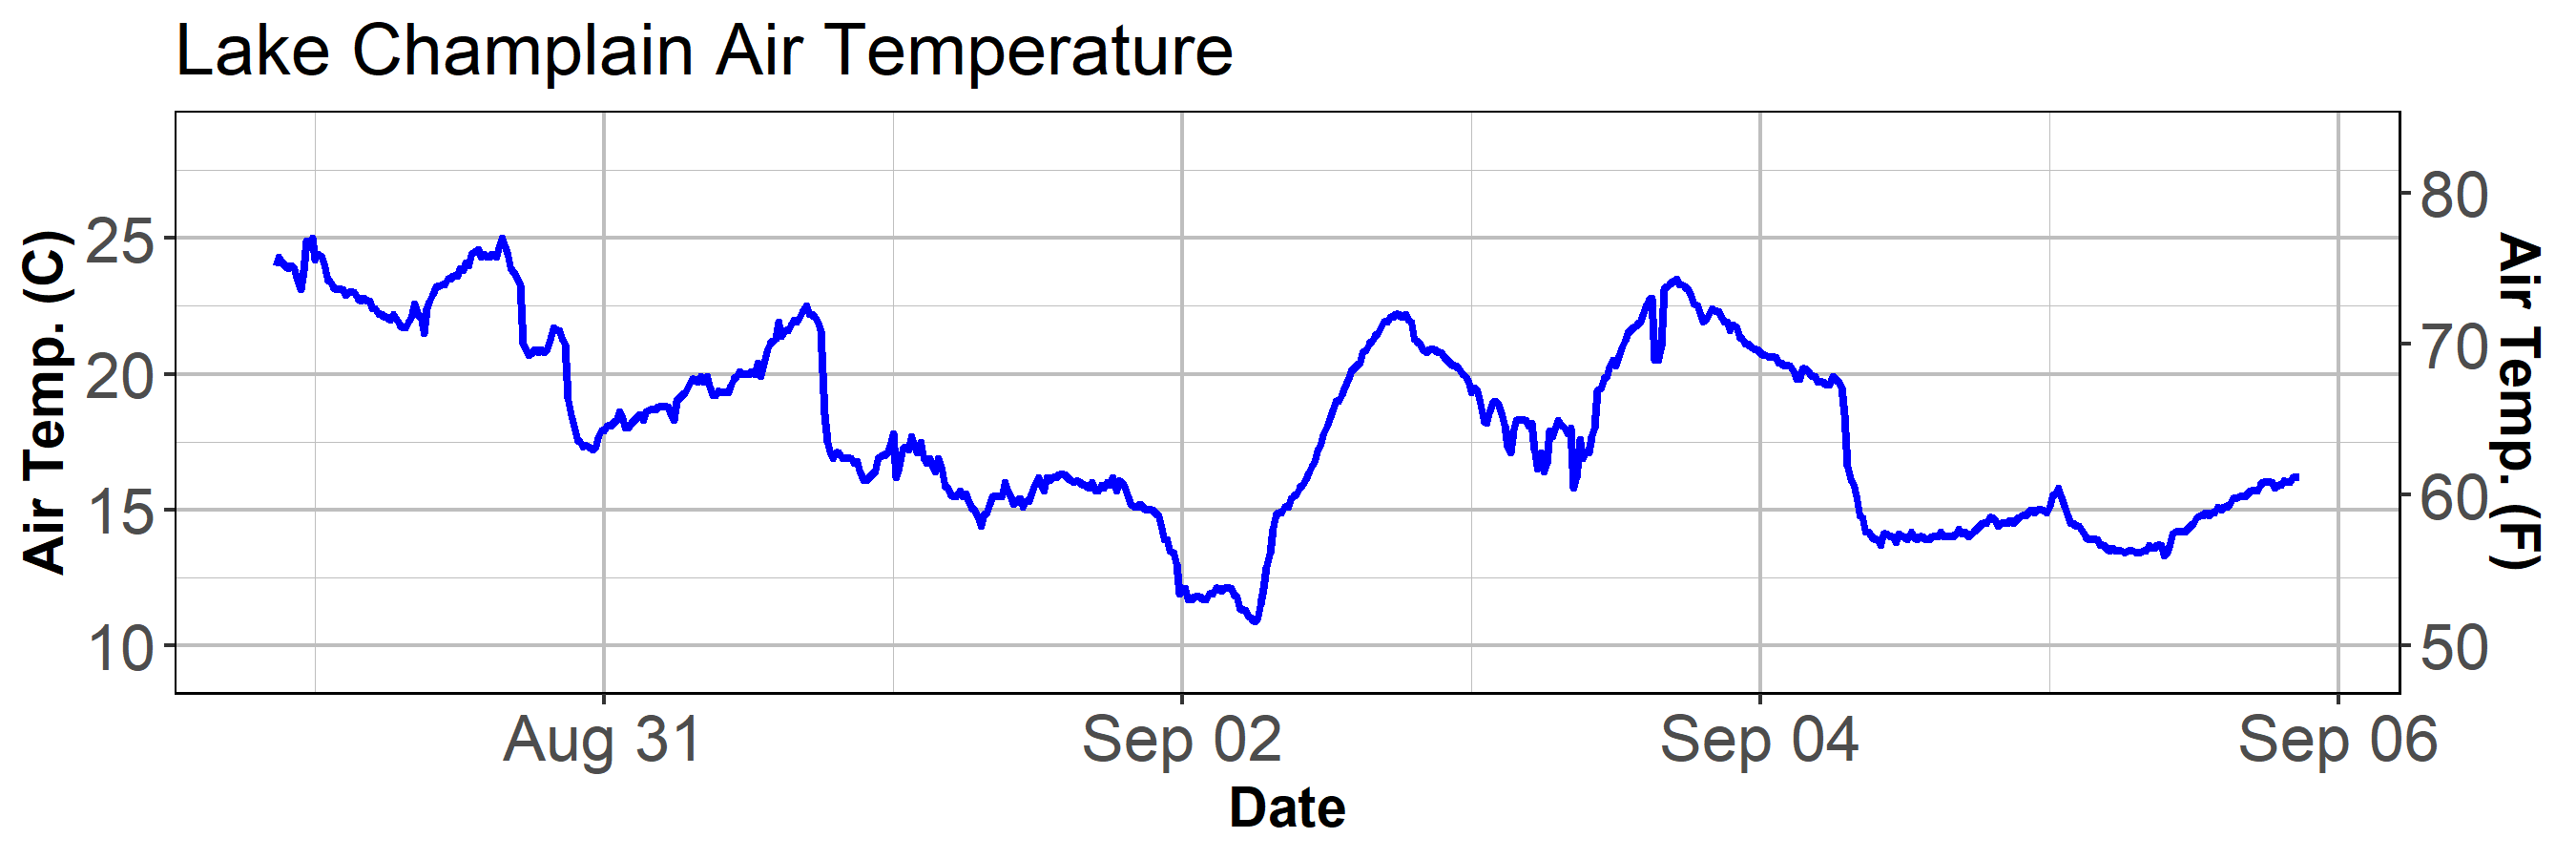 Lake Champlain Air Temperature
Air Temp. (C)
25
20
15
10
80
70
60
50
Air Temp. (F)
Aug 31
Sep 02
Sep 04
Sep 06
Date